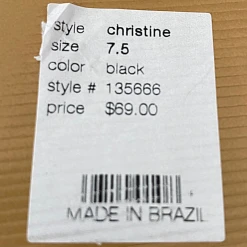 style christine
size 7.5
color black
style # 135666
price $69.00
MADE IN BRAZIL